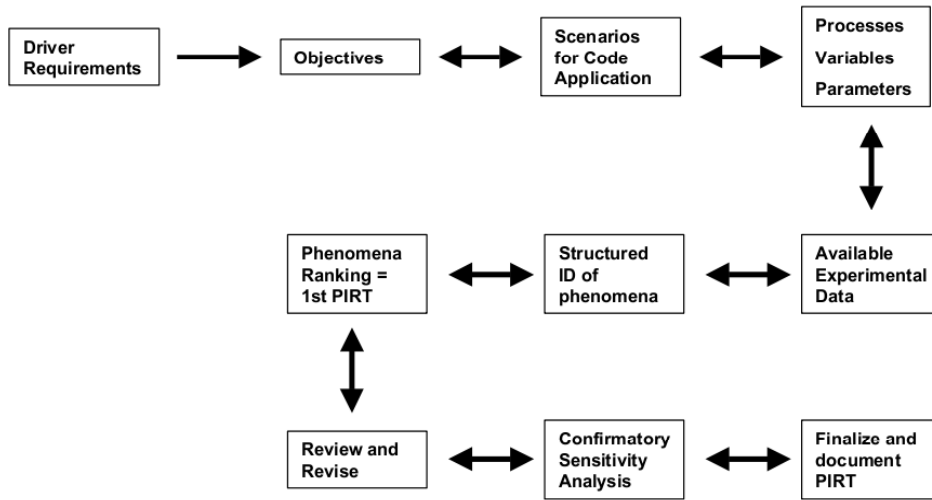 Driver
Requirements
Objectives
Scenarios
for Code
Application
Processes
Variables
Parameters
Phenomena
Ranking =
1st PIRT
Structured
ID of
phenomena
Available
Experimental
Data
Review and
Revise
Confirmatory
Sensitivity
Analysis
Finalize and
document
PIRT